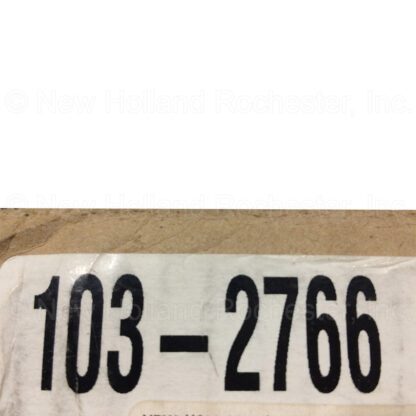 © New Holland Rochester, Inc.
© New Holland Rochester, Inc.
103-2766